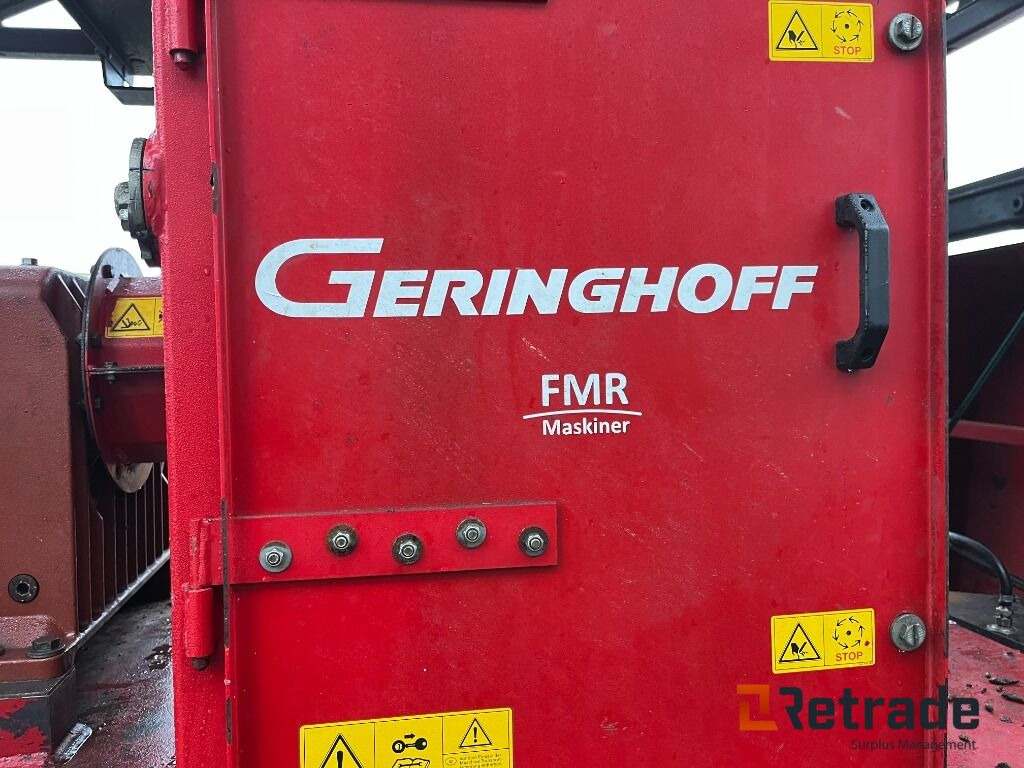 STOP
GERINGHOFF
FMR
Maskiner
STOP
Retrade
Surplus Management